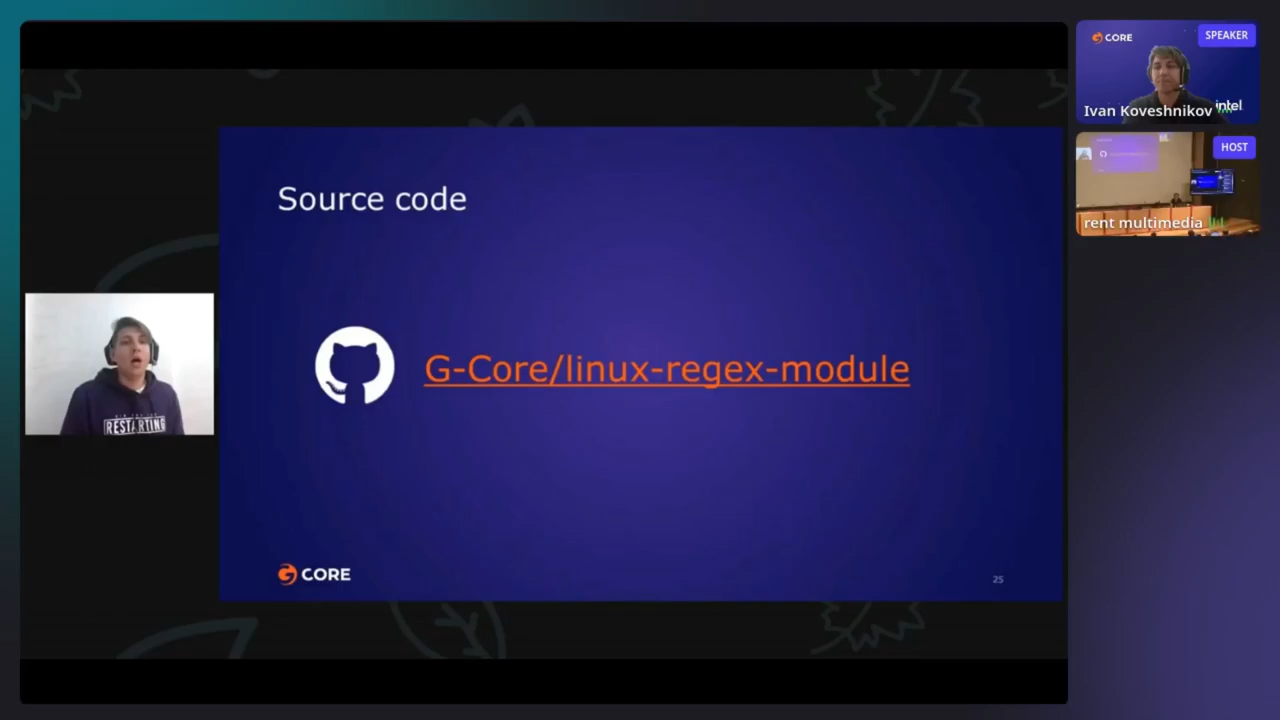 Source code
G-Core/linux-regex-module
CORE
25
RESTARTING
CORE
SPEAKER
Ivan Koveshnikov
intel
HOST
rent multimedia